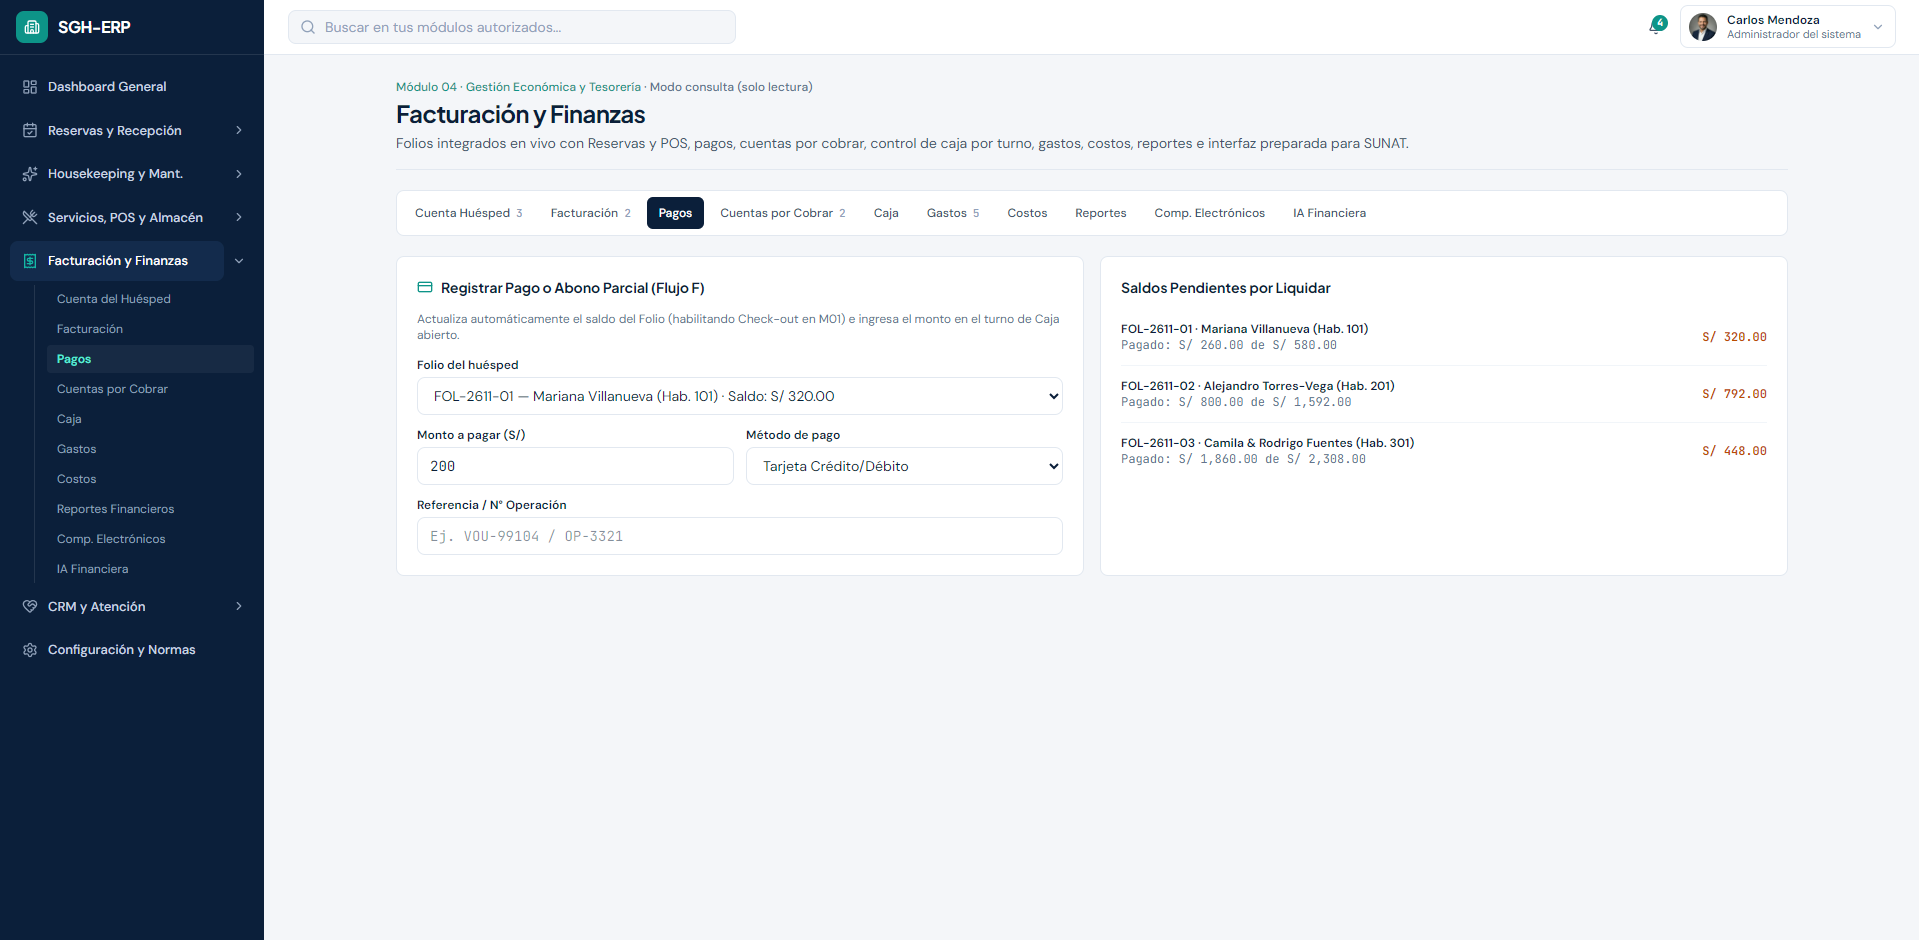 SGH-ERP
Dashboard General
Reservas y Recepción
Housekeeping y Mant.
Servicios, POS y Almacén
Facturación y Finanzas
Cuenta del Huésped
Facturación
Pagos
Cuentas por Cobrar
Caja
Gastos
Costos
Reportes Financieros
Comp. Electrónicos
IA Financiera
CRM y Atención
Configuración y Normas
Buscar en tus módulos autorizados...
4
Carlos Mendoza
Administrador del sistema
Módulo 04 · Gestión Económica y Tesorería · Modo consulta (solo lectura)
Facturación y Finanzas
Folios integrados en vivo con Reservas y POS, pagos, cuentas por cobrar, control de caja por turno, gastos, costos, reportes e interfaz preparada para SUNAT.
Cuenta Huésped 3 Facturación 2 Pagos Cuentas por Cobrar 2 Caja Gastos 5 Costos Reportes Comp. Electrónicos IA Financiera
Registrar Pago o Abono Parcial (Flujo F)
Actualiza automáticamente el saldo del Folio (habilitando Check-out en M01) e ingresa el monto en el turno de Caja
abierto.
Folio del huésped
FOL-2611-01 — Mariana Villanueva (Hab. 101) · Saldo: S/ 320.00
Monto a pagar (S/) Método de pago
200 Tarjeta Crédito/Débito
Referencia / N° Operación
Ej. VOU-99104 / OP-3321
Saldos Pendientes por Liquidar
FOL-2611-01 · Mariana Villanueva (Hab. 101)
Pagado: S/ 260.00 de S/ 580.00
S/ 320.00
FOL-2611-02 · Alejandro Torres-Vega (Hab. 201)
Pagado: S/ 800.00 de S/ 1,592.00
S/ 792.00
FOL-2611-03 · Camila & Rodrigo Fuentes (Hab. 301)
Pagado: S/ 1,860.00 de S/ 2,308.00
S/ 448.00